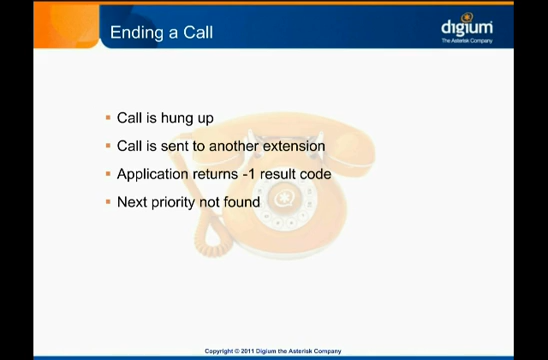 Ending a Call
digium
The Asterisk Company
Call is hung up
Call is sent to another extension
Application returns -1 result code
Next priority not found
Copyright © 2011 Digium the Asterisk Company